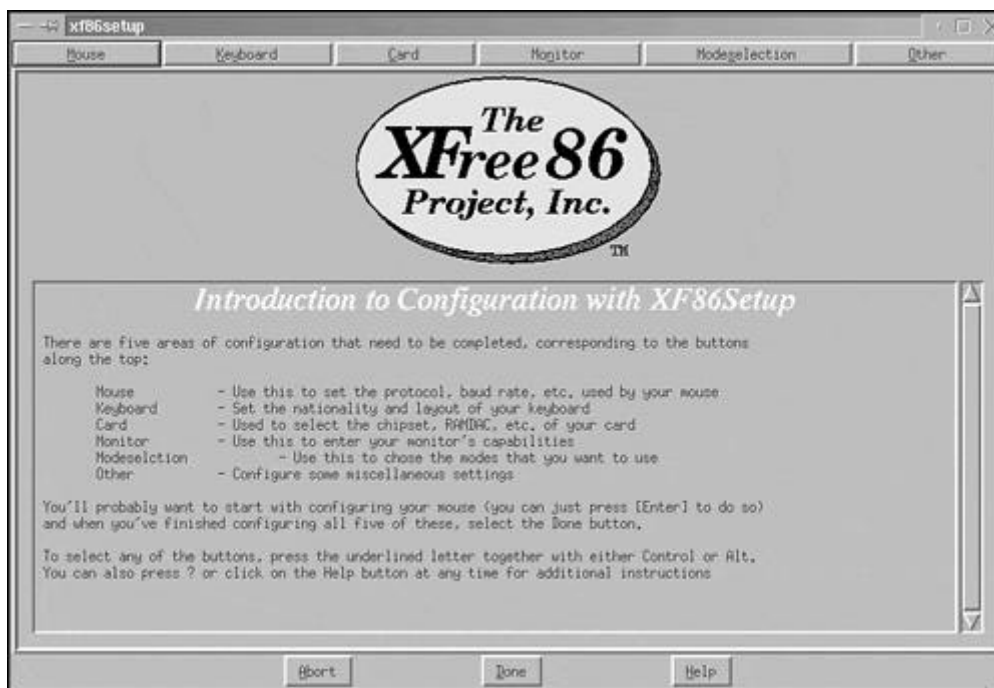 xf86setup
Mouse Keyboard Card Monitor Modeselection Other
The
XFree86
Project, Inc.
TM
Introduction to Configuration with XF86Setup
There are five areas of configuration that need to be completed, corresponding to the buttons
along the top:
Mouse - Use this to set the protocol, baud rate, etc. used by your mouse
Keyboard - Set the nationality and layout of your keyboard
Card - Used to select the chipset, RAMDAC, etc. of your card
Monitor - Use this to enter your monitor's capabilities
Modeselction - Use this to chose the modes that you want to use
Other - Configure some miscellaneous settings
You'll probably want to start with configuring your mouse (you can just press [Enter] to do so)
and when you've finished configuring all five of these, select the Done button.
To select any of the buttons, press the underlined letter together with either Control or Alt.
You can also press ? or click on the Help button at any time for additional instructions
Abort Done Help